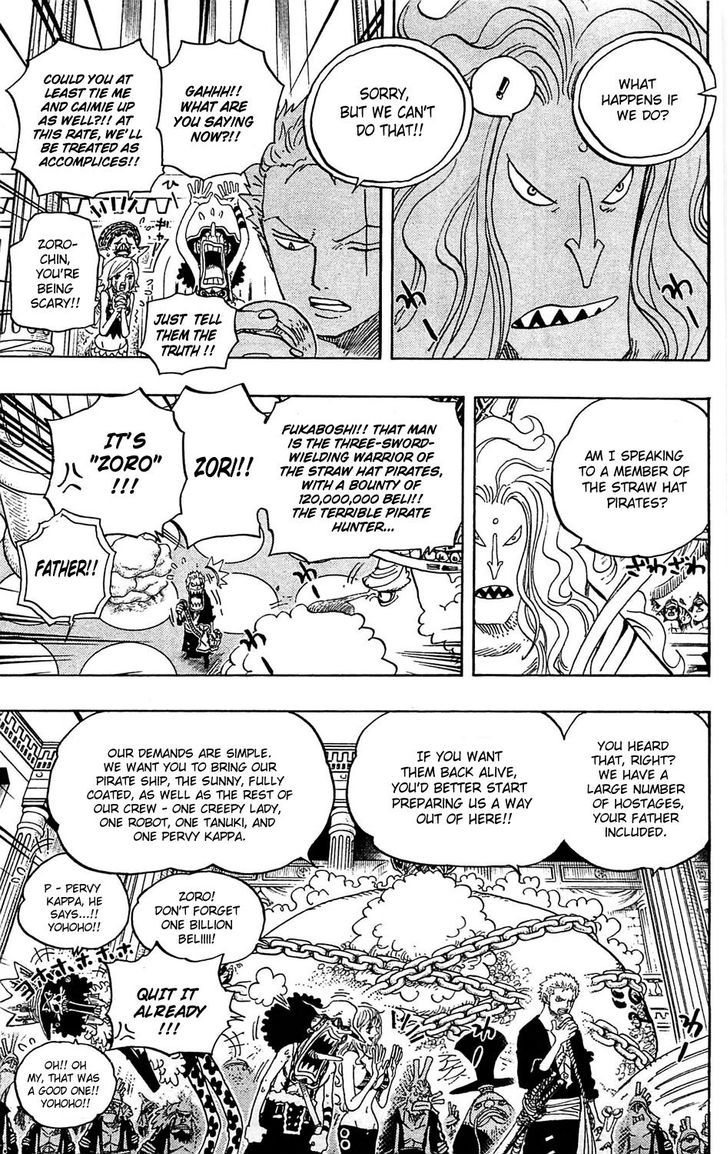 WHAT
HAPPENS IF
WE DO?
!
SORRY,
BUT WE CAN'T
DO THAT!!
GAHHH!!
WHAT ARE
YOU SAYING
NOW?!!
COULD YOU AT
LEAST TIE ME
AND CAIMIE UP
AS WELL?!! AT
THIS RATE, WE'LL
BE TREATED AS
ACCOMPLICES!!
ZORO-
CHIN,
YOU'RE
BEING
SCARY!!
JUST TELL
THEM THE
TRUTH !!
AM I SPEAKING
TO A MEMBER OF
THE STRAW HAT
PIRATES?
FUKABOSHI!! THAT MAN
IS THE THREE-SWORD-
WIELDING WARRIOR OF
THE STRAW HAT PIRATES,
WITH A BOUNTY OF
120,000,000 BELI!!
THE TERRIBLE PIRATE
HUNTER...
ZORI!!
IT'S
"ZORO"
!!!
FATHER!!
YOU HEARD
THAT, RIGHT?
WE HAVE A
LARGE NUMBER
OF HOSTAGES,
YOUR FATHER
INCLUDED.
IF YOU WANT
THEM BACK ALIVE,
YOU'D BETTER START
PREPARING US A WAY
OUT OF HERE!!
OUR DEMANDS ARE SIMPLE.
WE WANT YOU TO BRING OUR
PIRATE SHIP, THE SUNNY, FULLY
COATED, AS WELL AS THE REST OF
OUR CREW - ONE CREEPY LADY,
ONE ROBOT, ONE TANUKI, AND
ONE PERVY KAPPA.
ZORO!
DON'T FORGET
ONE BILLION
BELIIII!
P - PERVY
KAPPA, HE
SAYS...!!
YOHOHO!!
QUIT IT
ALREADY
!!!
ヨホホホホ
OH!! OH
MY, THAT WAS
A GOOD ONE!!
YOHOHO!!